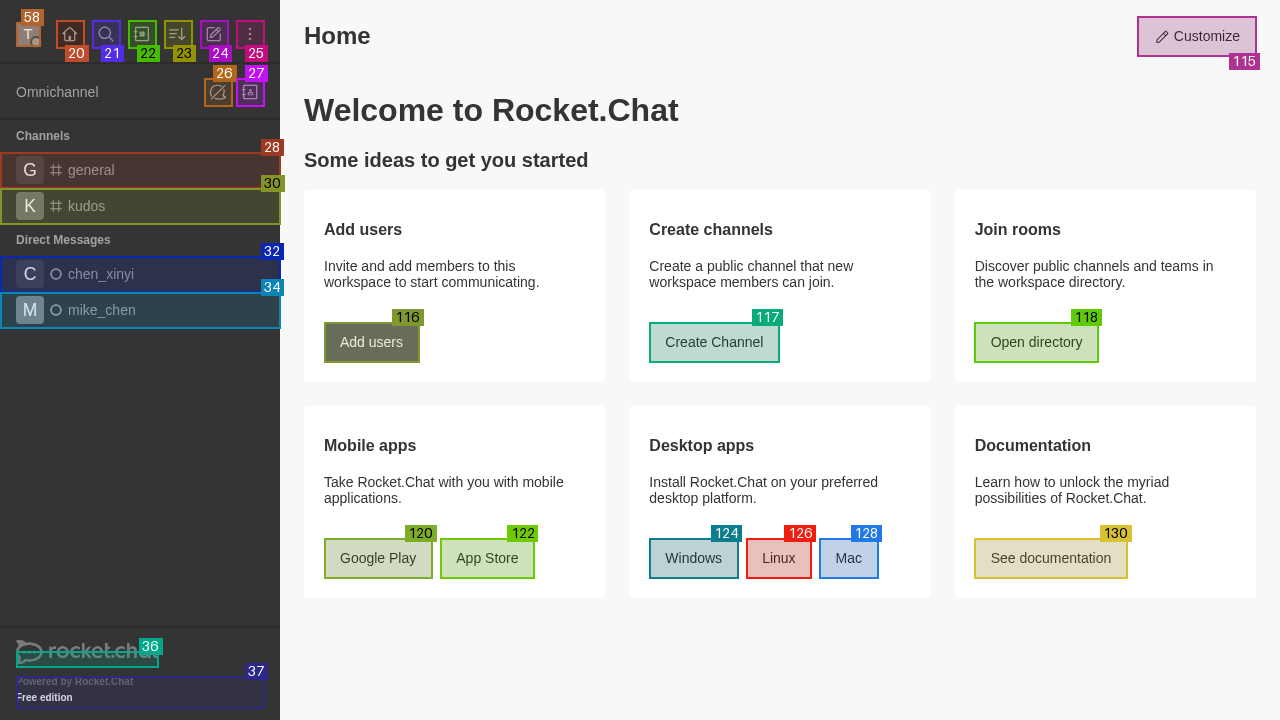 58
T
20
21
22
23
24
25
Omnichannel
26
27
Channels
28
G general
30
K kudos
Direct Messages
32
C chen_xinyi
34
M mike_chen
rocket.chat
36
37
Powered by Rocket.Chat
Free edition
Home
Customize
115
Welcome to Rocket.Chat
Some ideas to get you started
Add users
Invite and add members to this
workspace to start communicating.
116
Add users
Create channels
Create a public channel that new
workspace members can join.
117
Create Channel
Join rooms
Discover public channels and teams in
the workspace directory.
118
Open directory
Mobile apps
Take Rocket.Chat with you with mobile
applications.
120
122
Google Play
App Store
Desktop apps
Install Rocket.Chat on your preferred
desktop platform.
124
126
128
Windows
Linux
Mac
Documentation
Learn how to unlock the myriad
possibilities of Rocket.Chat.
130
See documentation